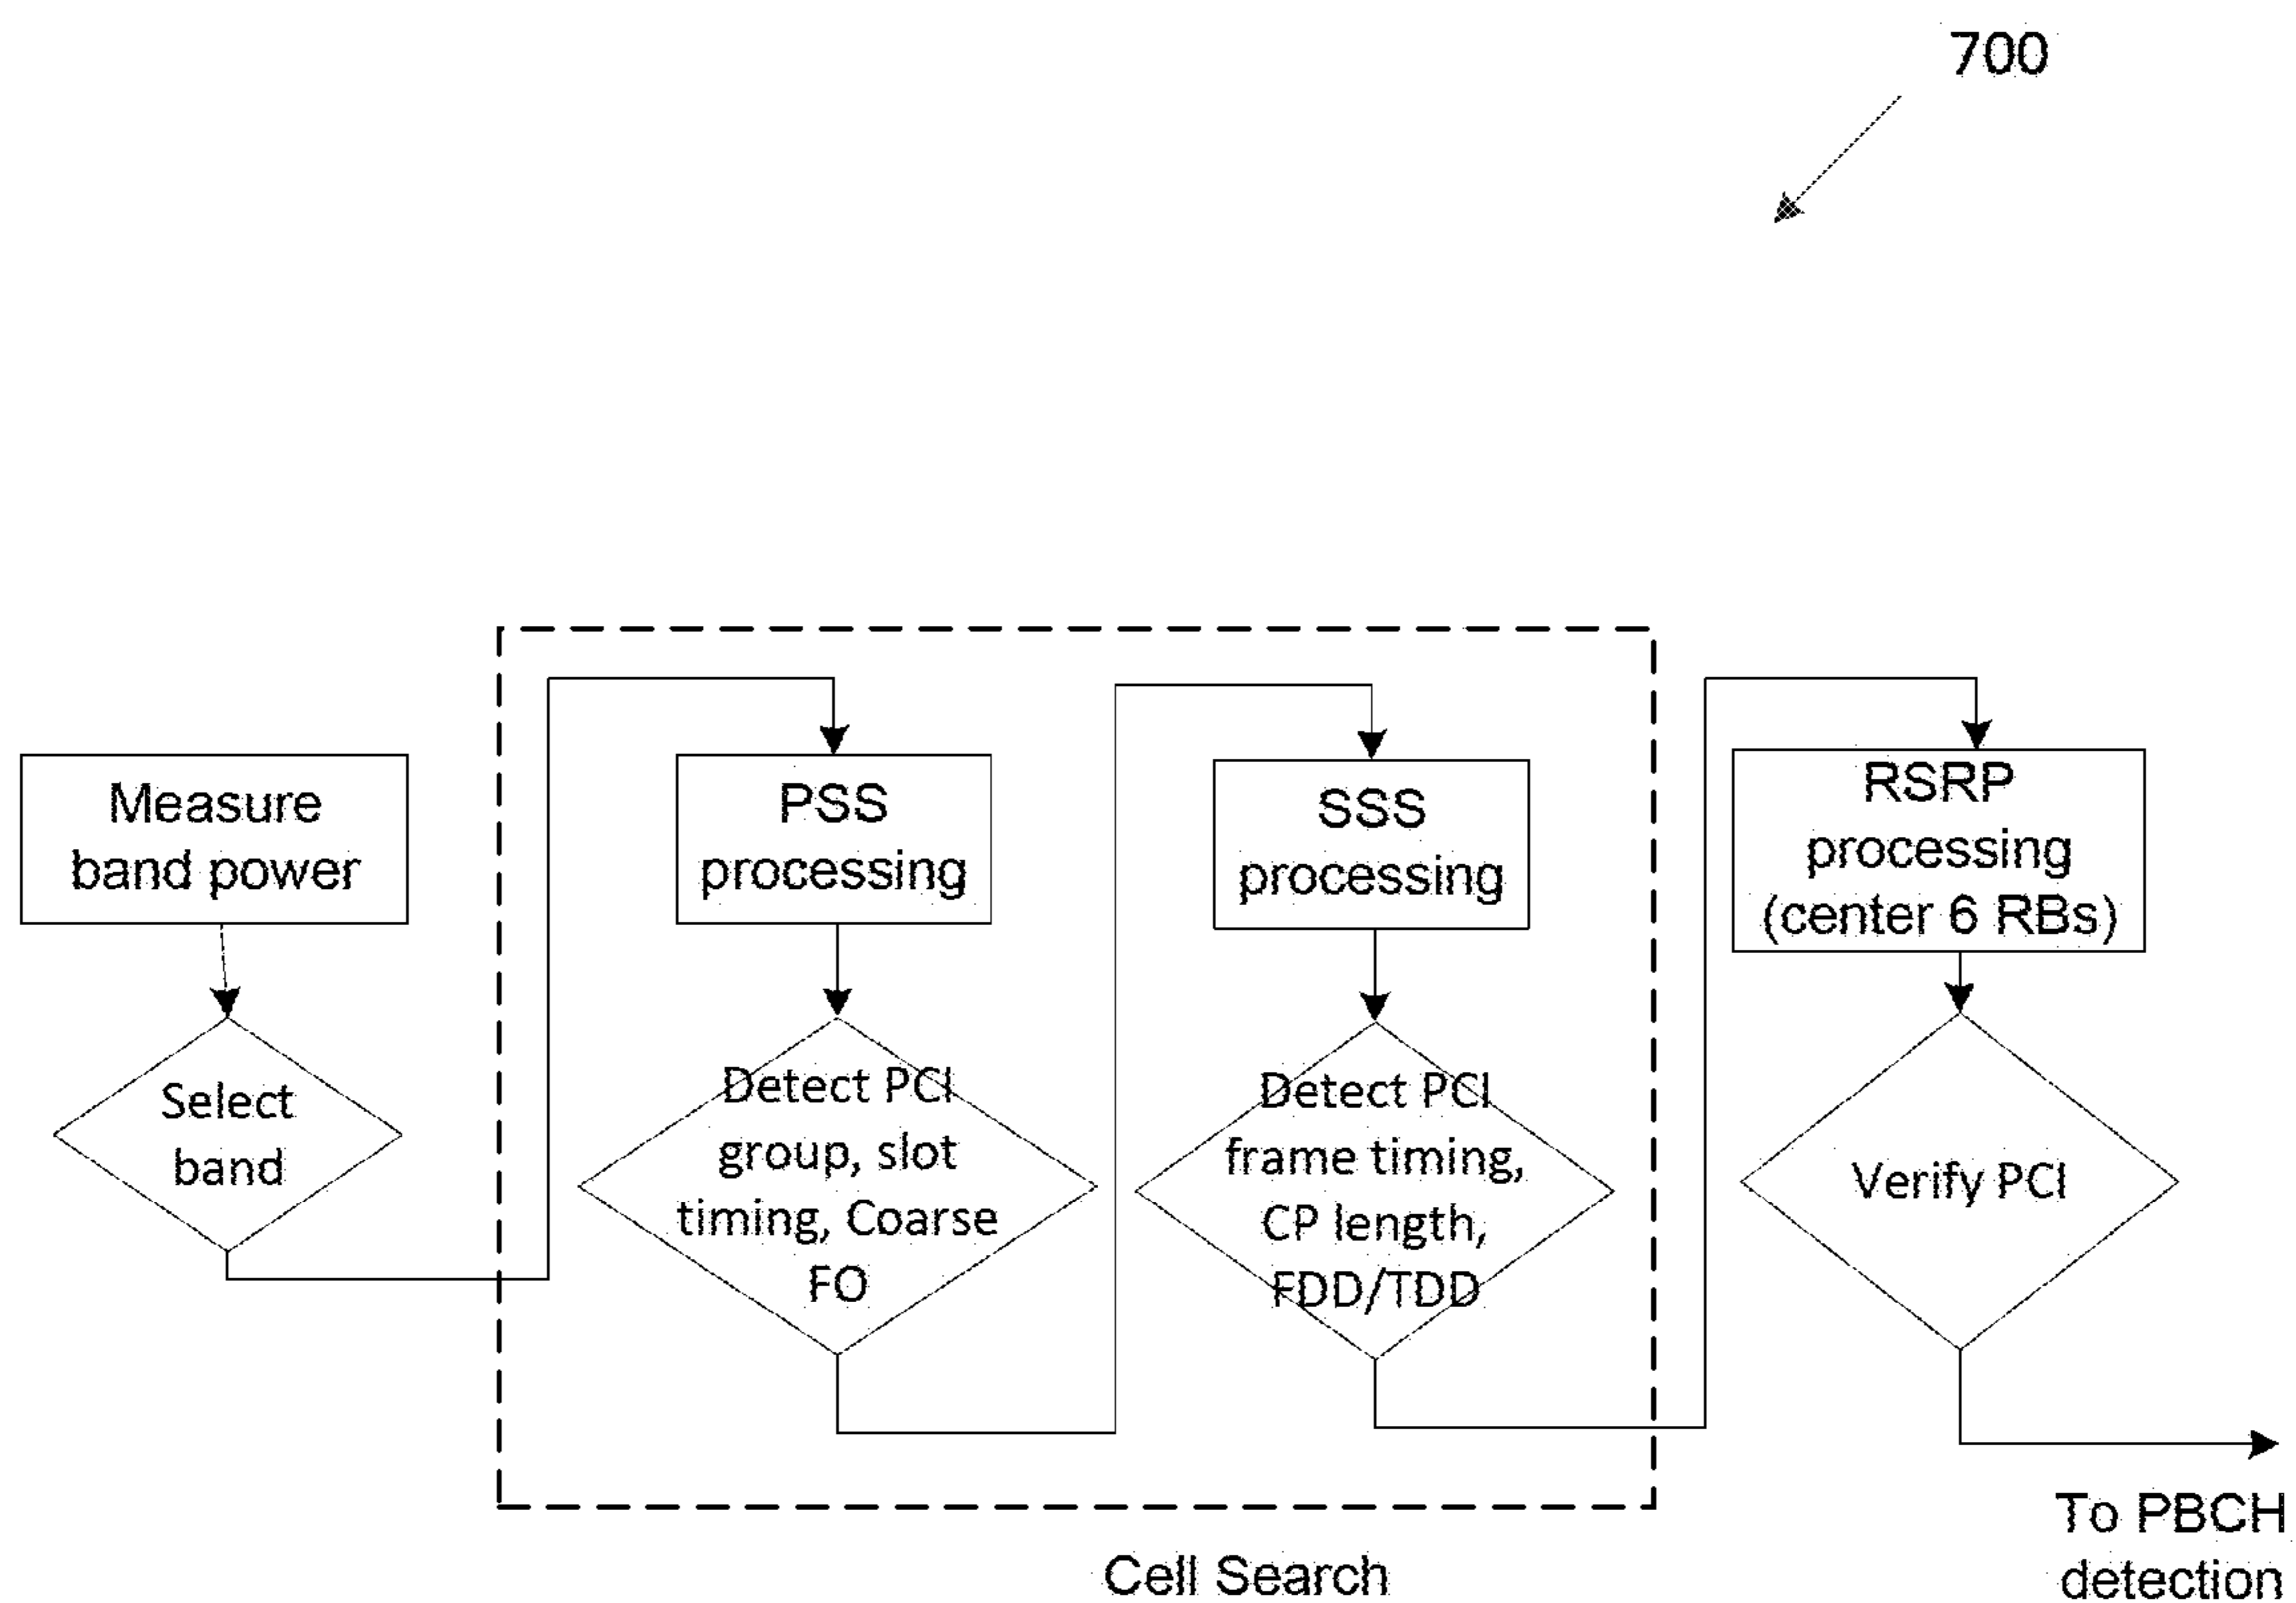 700
Measure
band power
Select
band
PSS
processing
Detect PCI
group, slot
timing, Coarse
FO
SSS
processing
Detect PCI
frame timing,
CP length,
FDD/TDD
RSRP
processing
(center 6 RBs)
Verify PCI
To PBCH
detection
Cell Search